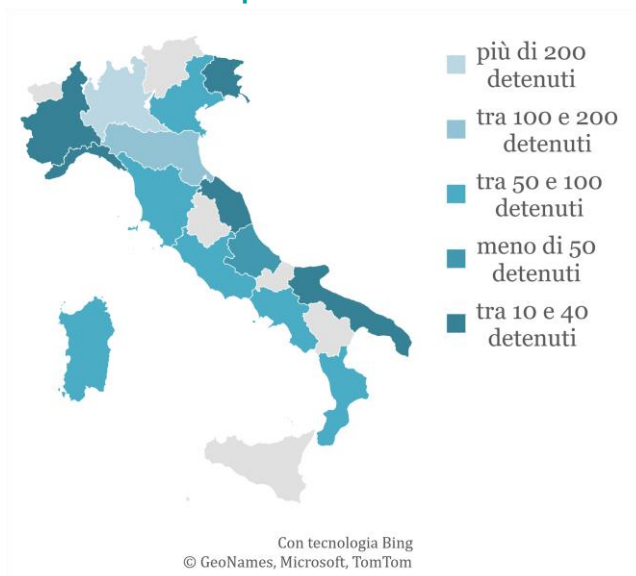 più di 200
detenuti
tra 100 e 200
detenuti
tra 50 e 100
detenuti
meno di 50
detenuti
tra 10 e 40
detenuti
Con tecnologia Bing
© GeoNames, Microsoft, TomTom